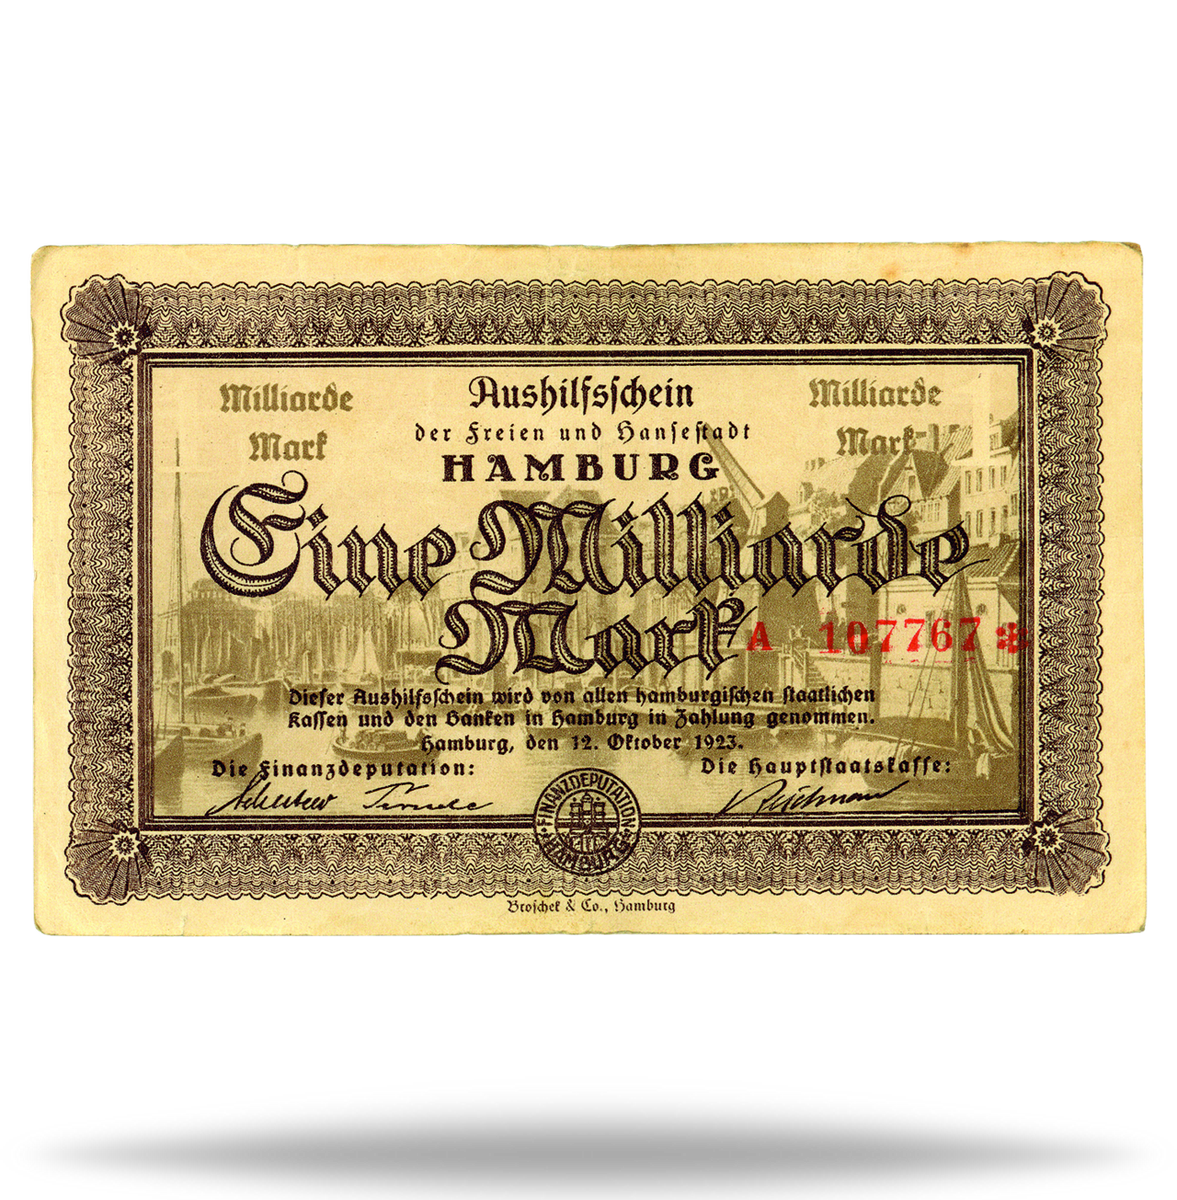 Milliarde
Mark
Aushilfsschein
der Freien und Hansestadt
HAMBURG
Milliarde
Mark
Eine Milliarde
Mark
A 107767 *
Dieser Aushilfsschein wird von allen hamburgischen staatlichen
Kassen und den Banken in Hamburg in Zahlung genommen.
Hamburg, den 12. Oktober 1923.
Die Finanzdeputation:
Die Hauptstaatskasse:
FINANZDEPUTATION
HAMBURG
Broschek & Co., Hamburg